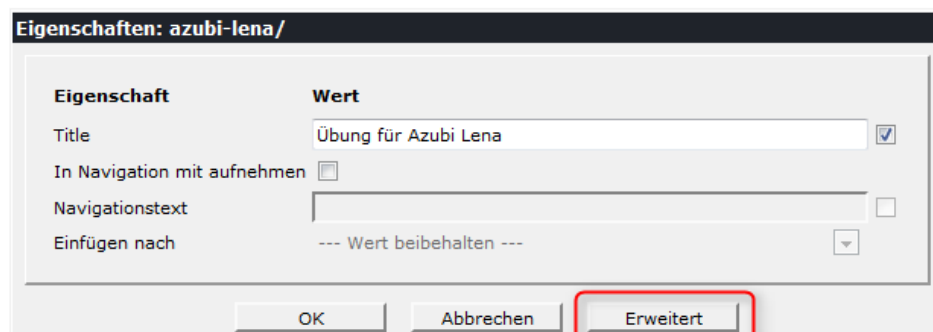 Eigenschaften: azubi-lena/
Eigenschaft Wert
Title Übung für Azubi Lena
In Navigation mit aufnehmen
Navigationstext
Einfügen nach --- Wert beibehalten ---
OK Abbrechen Erweitert